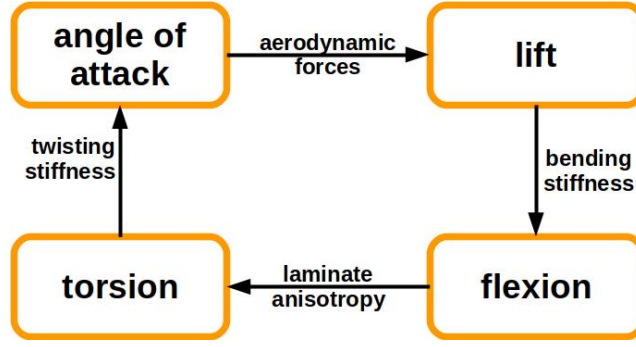 angle of
attack
aerodynamic
forces
lift
twisting
stiffness
bending
stiffness
torsion
laminate
anisotropy
flexion